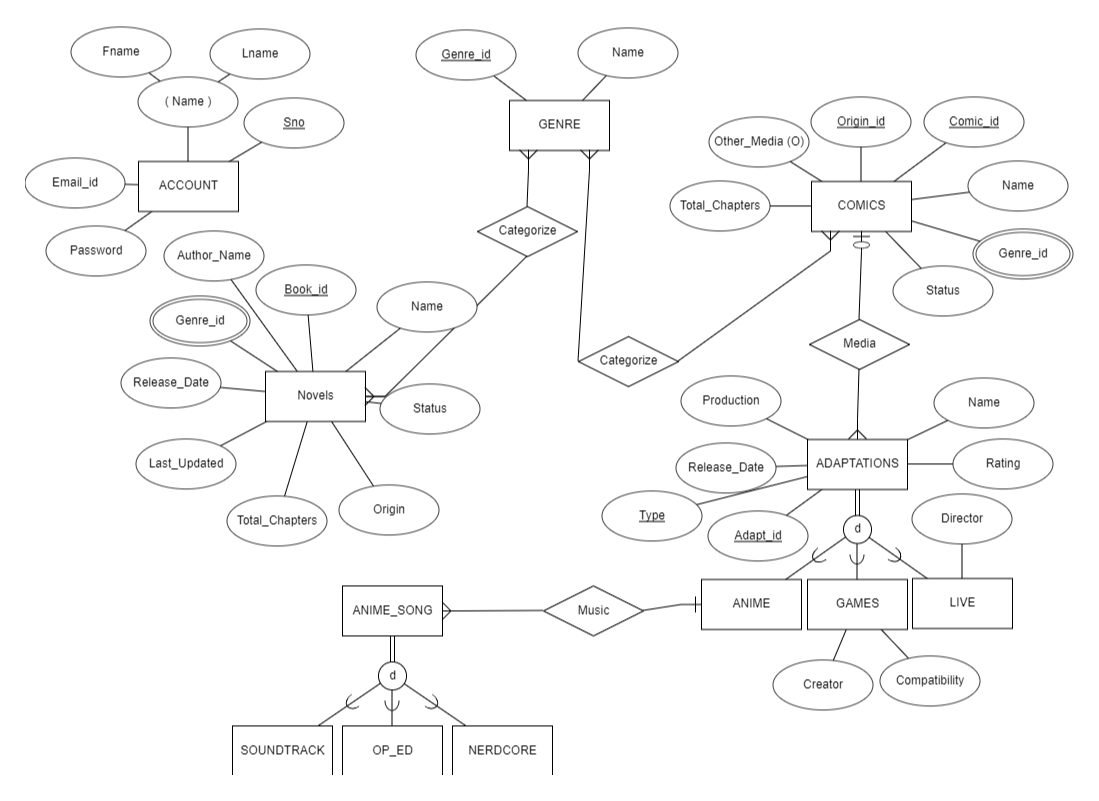 Fname
Lname
( Name )
Sno
Email_id
ACCOUNT
Password
Genre_id
Name
GENRE
Categorize
Categorize
Other_Media (O)
Origin_id
Comic_id
Total_Chapters
COMICS
Name
Genre_id
Status
Media
Author_Name
Book_id
Name
Genre_id
Release_Date
Novels
Status
Last_Updated
Total_Chapters
Origin
Production
Name
Release_Date
ADAPTATIONS
Rating
Type
Adapt_id
d
Director
ANIME
GAMES
LIVE
Creator
Compatibility
ANIME_SONG
Music
d
SOUNDTRACK
OP_ED
NERDCORE